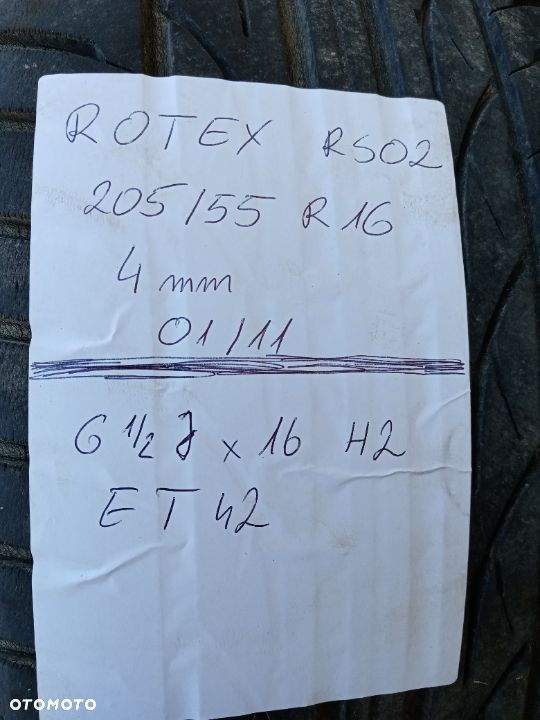 ROTEX RS02
205/55 R16
4 mm
01/11
6 1/2 J x 16 H2
ET 42
OTOMOTO